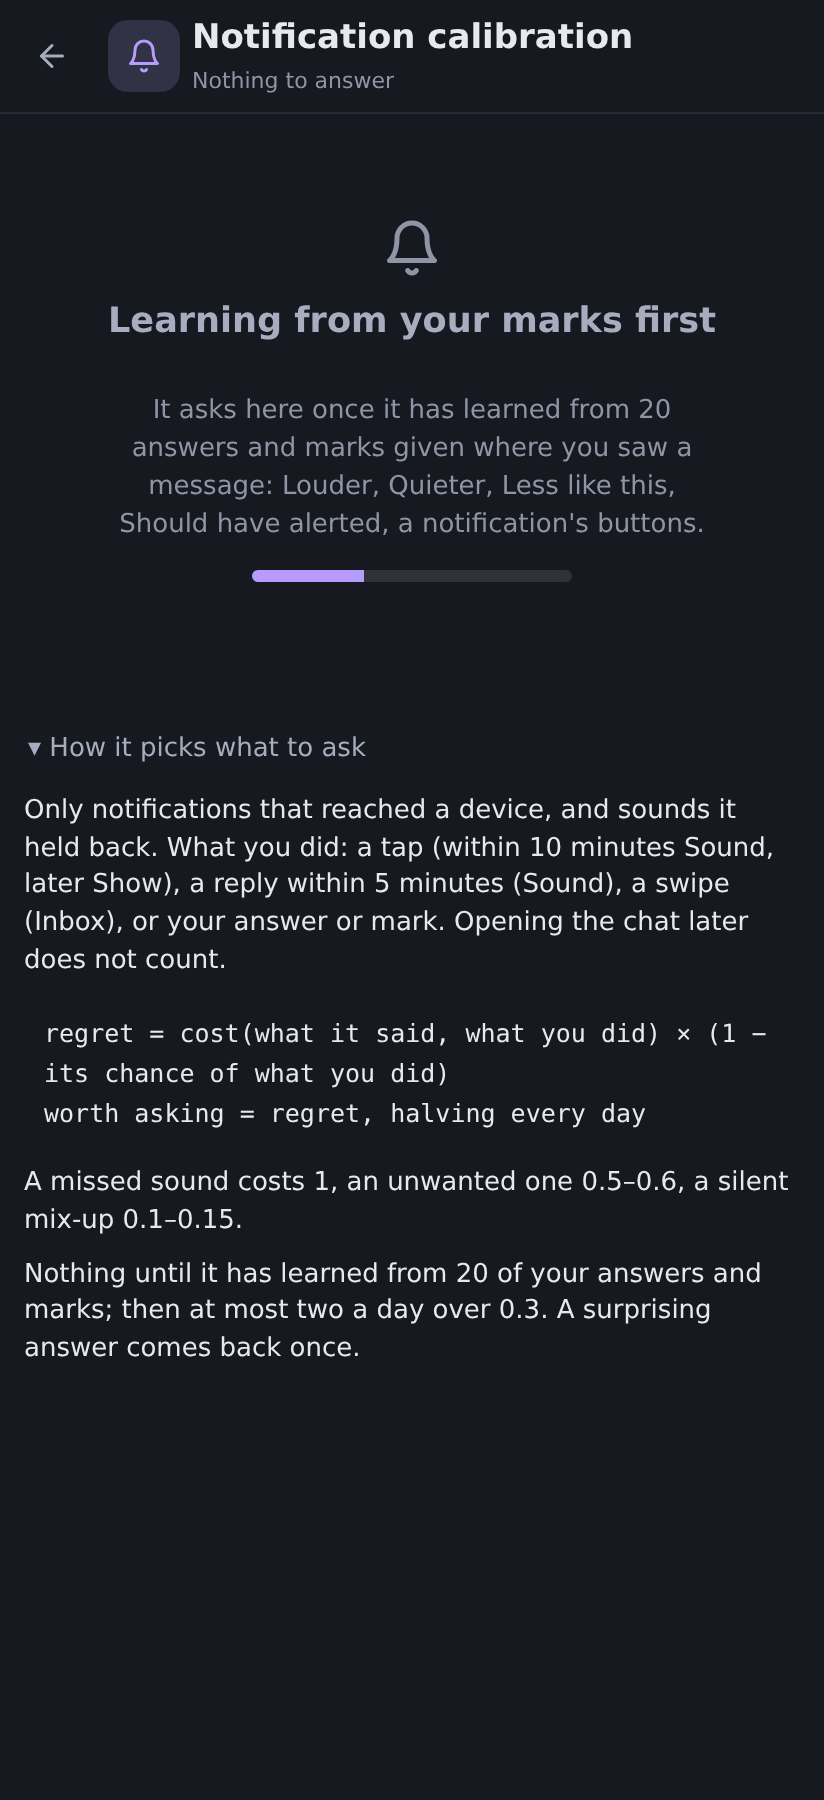 Notification calibration
Nothing to answer
Learning from your marks first
It asks here once it has learned from 20
answers and marks given where you saw a
message: Louder, Quieter, Less like this,
Should have alerted, a notification's buttons.
▾ How it picks what to ask
Only notifications that reached a device, and sounds it
held back. What you did: a tap (within 10 minutes Sound,
later Show), a reply within 5 minutes (Sound), a swipe
(Inbox), or your answer or mark. Opening the chat later
does not count.
regret = cost(what it said, what you did) × (1 −
its chance of what you did)
worth asking = regret, halving every day
A missed sound costs 1, an unwanted one 0.5–0.6, a silent
mix-up 0.1–0.15.
Nothing until it has learned from 20 of your answers and
marks; then at most two a day over 0.3. A surprising
answer comes back once.